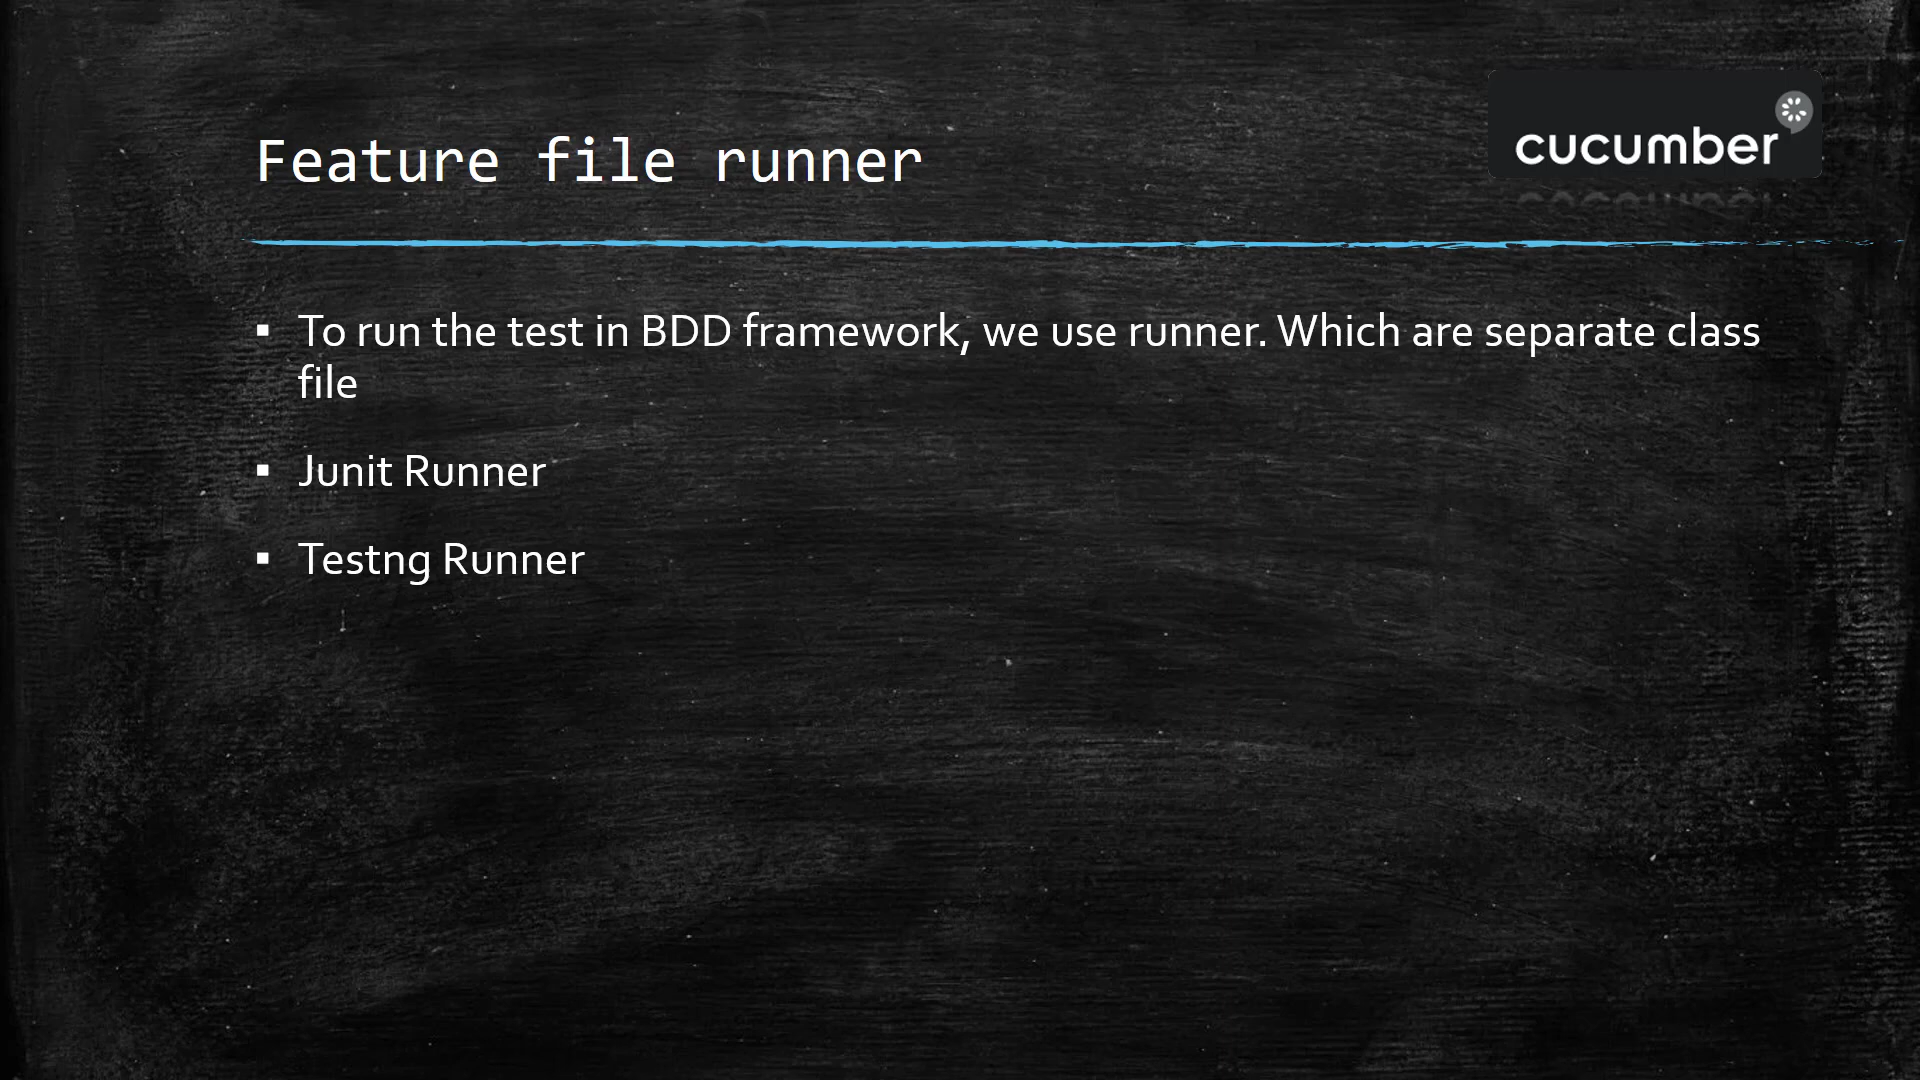 cucumber
Feature file runner
▪ To run the test in BDD framework, we use runner. Which are separate class
file
▪ Junit Runner
▪ Testng Runner